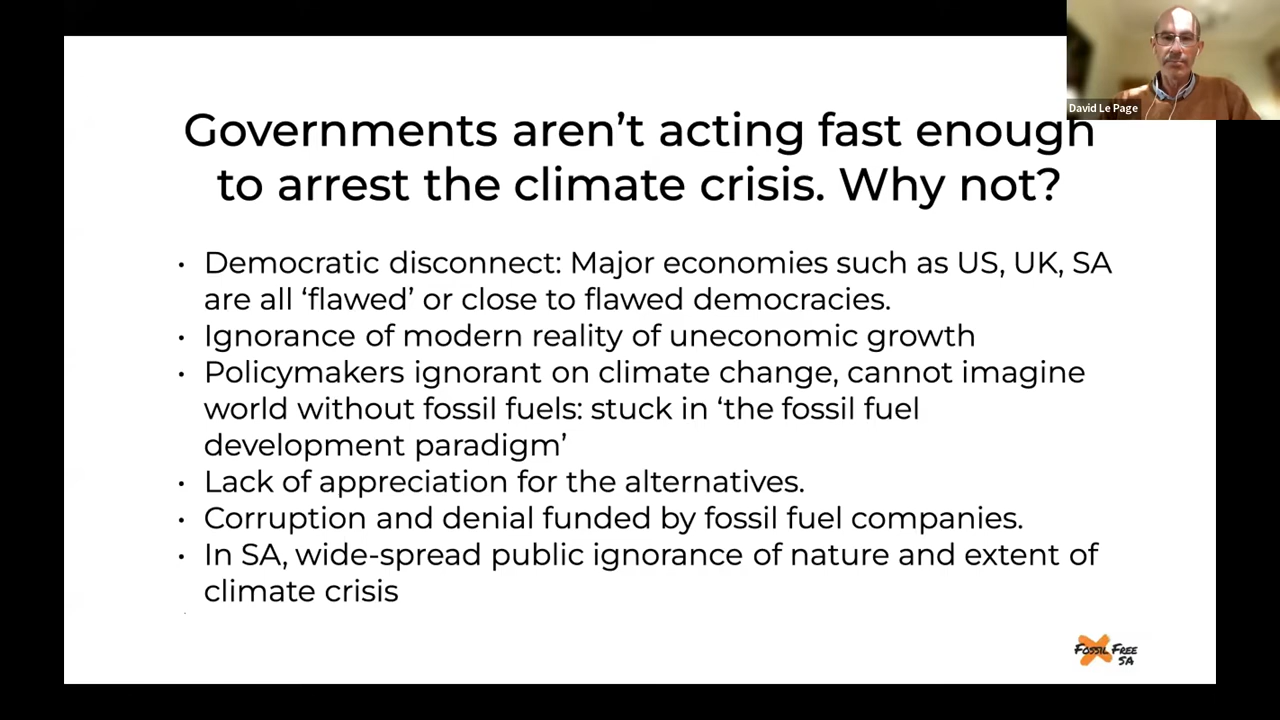 David Le Page
Governments aren’t acting fast enough
to arrest the climate crisis. Why not?
• Democratic disconnect: Major economies such as US, UK, SA
are all ‘flawed’ or close to flawed democracies.
• Ignorance of modern reality of uneconomic growth
• Policymakers ignorant on climate change, cannot imagine
world without fossil fuels: stuck in ‘the fossil fuel
development paradigm’
• Lack of appreciation for the alternatives.
• Corruption and denial funded by fossil fuel companies.
• In SA, wide-spread public ignorance of nature and extent of
climate crisis
FOSSIL FREE
SA